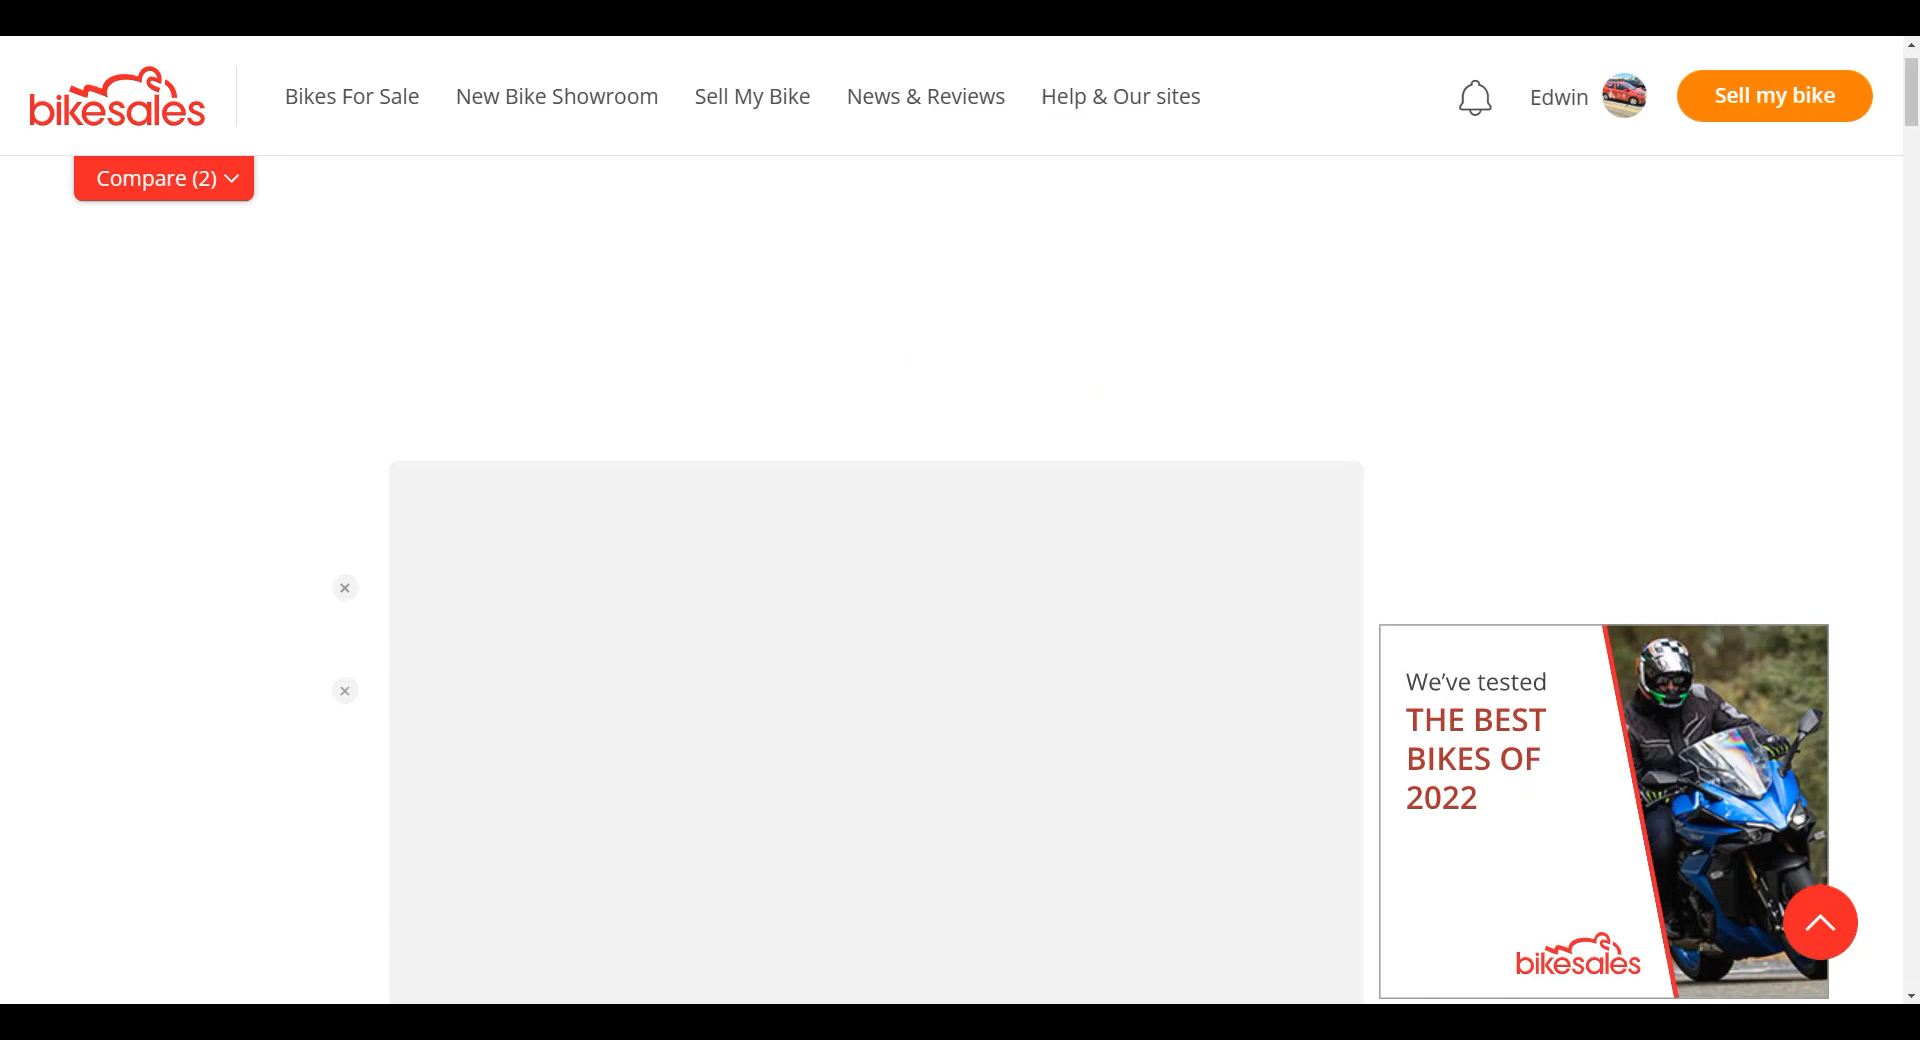 bikesales
Bikes For Sale
New Bike Showroom
Sell My Bike
News & Reviews
Help & Our sites
Edwin
Sell my bike
Compare (2)
We've tested
THE BEST
BIKES OF
2022
bikesales